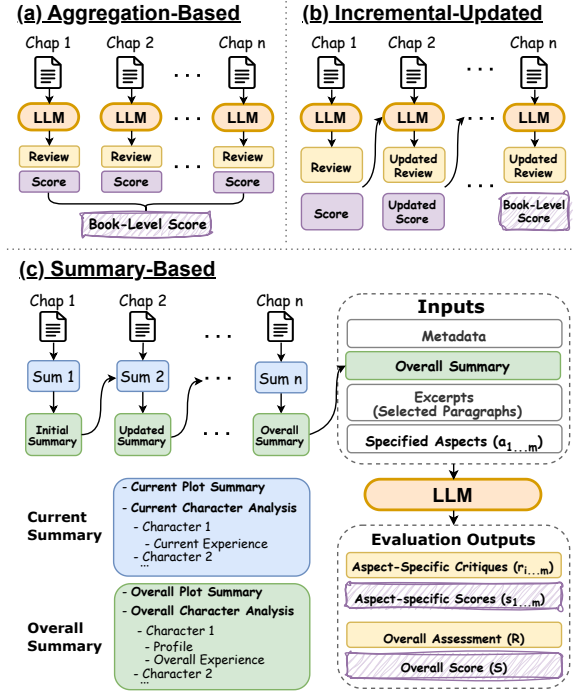 (a) Aggregation-Based
Chap 1
Chap 2
Chap n
. . .
LLM
LLM
. . .
LLM
Review
Review
. . .
Review
Score
Score
Score
Book-Level Score
(b) Incremental-Updated
Chap 1
Chap 2
Chap n
. . .
LLM
LLM
. . .
LLM
Review
Updated
Review
Updated
Review
. . .
Score
Updated
Score
Book-Level
Score
(c) Summary-Based
Chap 1
Chap 2
Chap n
. . .
Sum 1
Sum 2
. . .
Sum n
Initial
Summary
Updated
Summary
. . .
Overall
Summary
Inputs
Metadata
Overall Summary
Excerpts
(Selected Paragraphs)
Specified Aspects (a1...m)
LLM
Evaluation Outputs
Aspect-Specific Critiques (ri...m)
Aspect-specific Scores (s1...m)
Overall Assessment (R)
Overall Score (S)
Current
Summary
- Current Plot Summary
- Current Character Analysis
- Character 1
- Current Experience
- Character 2
...
Overall
Summary
- Overall Plot Summary
- Overall Character Analysis
- Character 1
- Profile
- Overall Experience
- Character 2
...